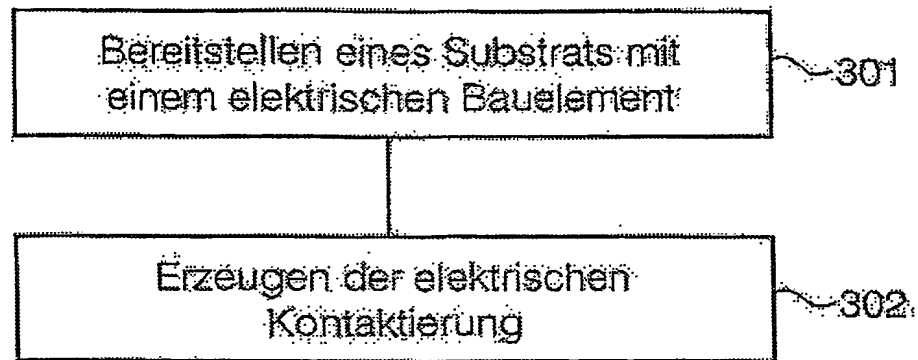 Bereitstellen eines Substrats mit
einem elektrischen Bauelement
301
Erzeugen der elektrischen
Kontaktierung
302